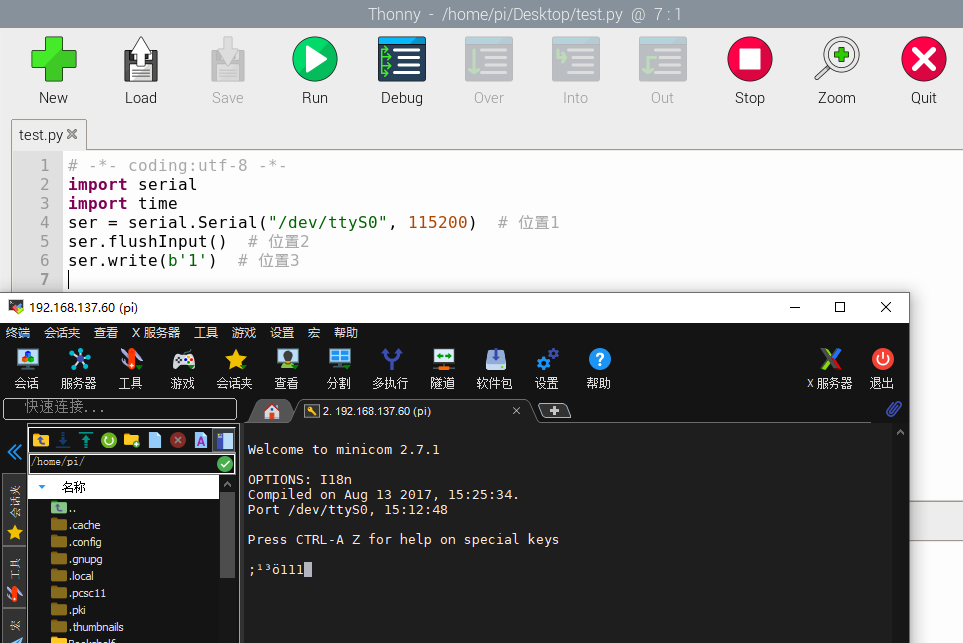 Thonny - /home/pi/Desktop/test.py @ 7 : 1
New Load Save Run Debug Over Into Out Stop Zoom Quit
test.py
1 # -*- coding:utf-8 -*-
2 import serial
3 import time
4 ser = serial.Serial("/dev/ttyS0", 115200)  # 位置1
5 ser.flushInput()  # 位置2
6 ser.write(b'1')  # 位置3
7
192.168.137.60 (pi)
终端 会话夹 查看 X 服务器 工具 游戏 设置 宏 帮助
会话 服务器 工具 游戏 会话夹 查看 分割 多执行 隧道 软件包 设置 帮助 X 服务器 退出
快速连接...
2. 192.168.137.60 (pi)
/home/pi/
名称
..
.cache
.config
.gnupg
.local
.pcsc11
.pki
.thumbnails
Bookshelf
会话夹
工具
宏
Welcome to minicom 2.7.1
OPTIONS: I18n
Compiled on Aug 13 2017, 15:25:34.
Port /dev/ttyS0, 15:12:48
Press CTRL-A Z for help on special keys
;¹³ö111